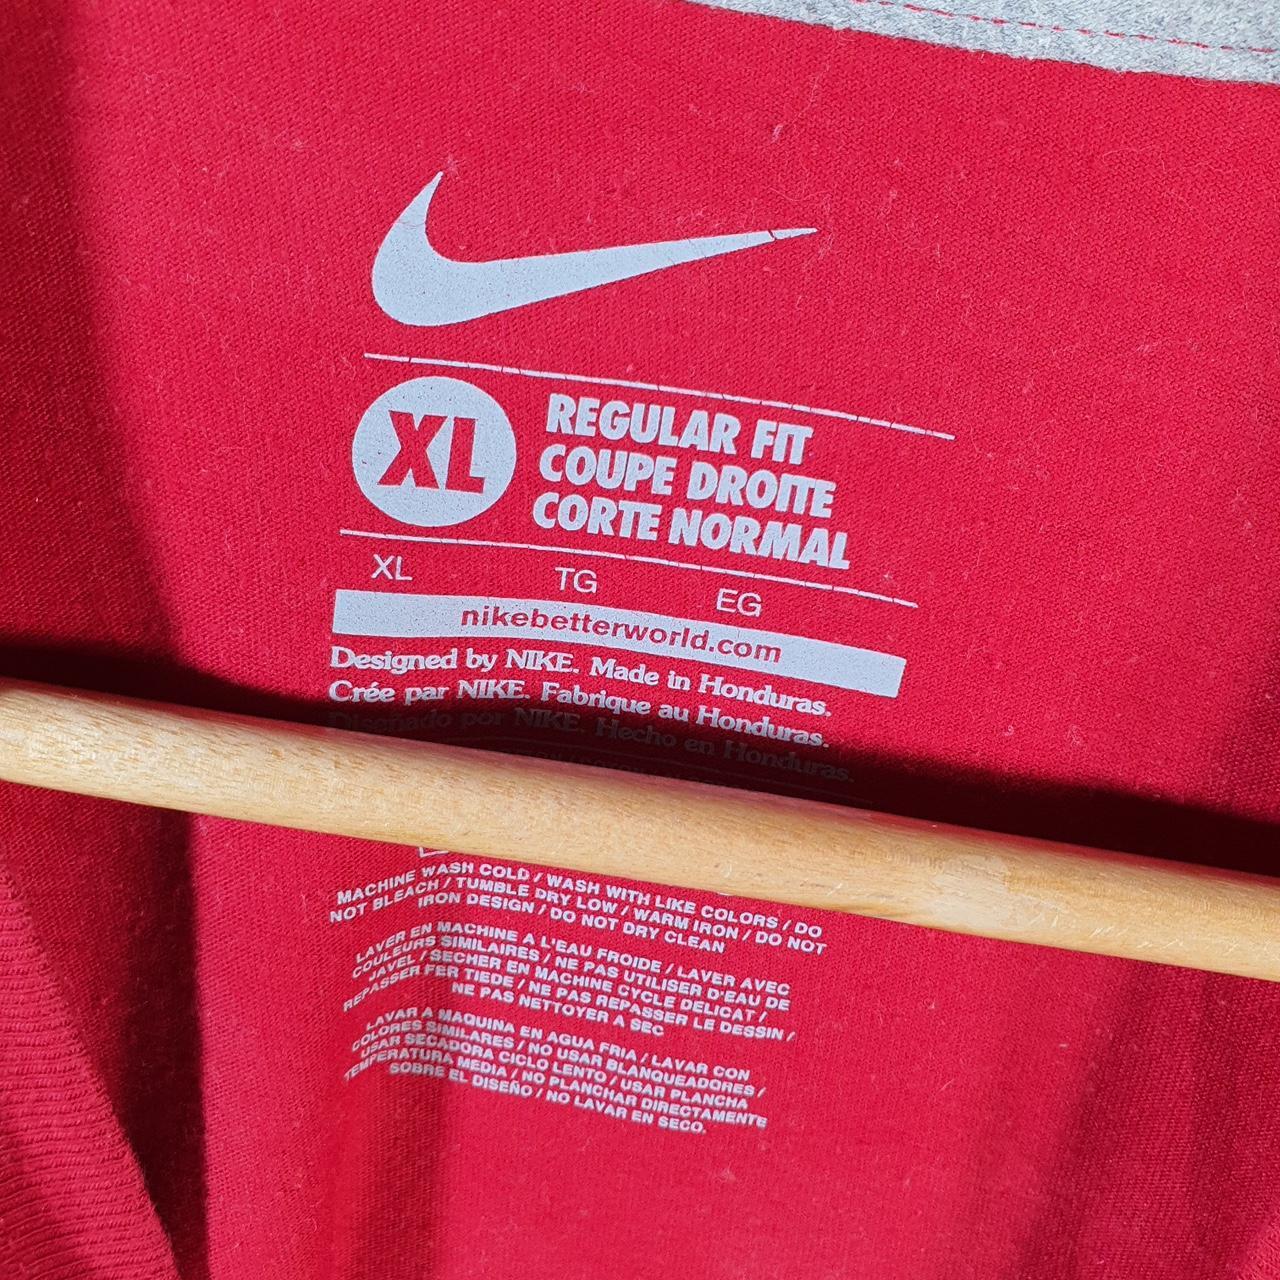 XL
REGULAR FIT
COUPE DROITE
CORTE NORMAL
XL TG EG
nikebetterworld.com
Designed by NIKE. Made in Honduras.
Crée par NIKE. Fabrique au Honduras.
Diseñado por NIKE. Hecho en Honduras.
MACHINE WASH COLD / WASH WITH LIKE COLORS / DO
NOT BLEACH / TUMBLE DRY LOW / WARM IRON / DO NOT
IRON DESIGN / DO NOT DRY CLEAN
LAVER EN MACHINE A L'EAU FROIDE / LAVER AVEC
COULEURS SIMILAIRES / NE PAS UTILISER D'EAU DE
JAVEL / SECHER EN MACHINE CYCLE DELICAT /
REPASSER FER TIEDE / NE PAS REPASSER LE DESSIN /
NE PAS NETTOYER A SEC
LAVAR A MAQUINA EN AGUA FRIA / LAVAR CON
COLORES SIMILARES / NO USAR BLANQUEADORES /
USAR SECADORA CICLO LENTO / USAR PLANCHA
TEMPERATURA MEDIA / NO PLANCHAR DIRECTAMENTE
SOBRE EL DISEÑO / NO LAVAR EN SECO.